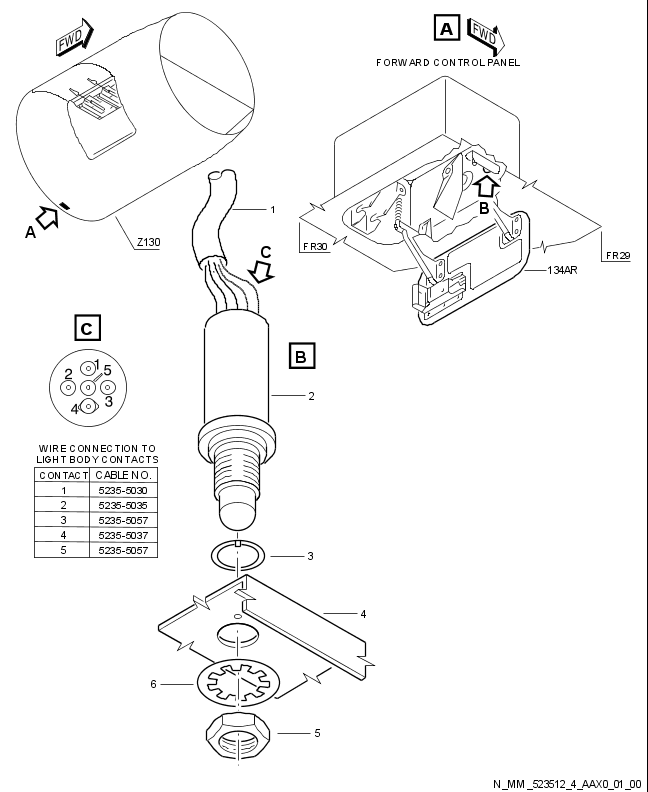 FWD
A
Z130
A
FWD
FORWARD CONTROL PANEL
B
FR30
FR29
134AR
1
C
B
2
C
1
2
5
3
4
WIRE CONNECTION TO
LIGHT BODY CONTACTS
CONTACT CABLE NO.
1 5235-5030
2 5235-5035
3 5235-5057
4 5235-5037
5 5235-5057
3
4
6
5
N_MM_523512_4_AAX0_01_00